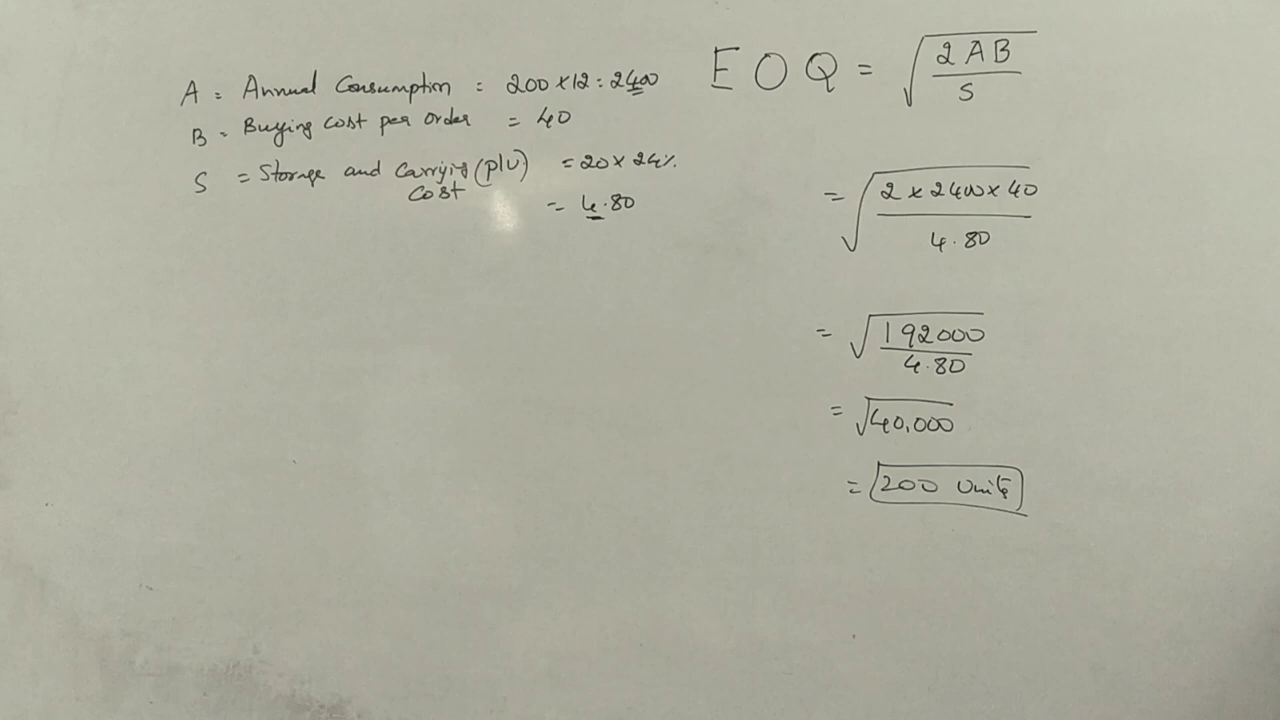 A = Annual Consumption = 200 × 12 = 2400
B = Buying cost per order = 40
S = Storage and Carrying (p/u) = 20 × 24%
cost
= 4.80
EOQ = √(2AB / S)
= √(2 × 2400 × 40 / 4.80)
= √(192000 / 4.80)
= √40,000
= 200 units